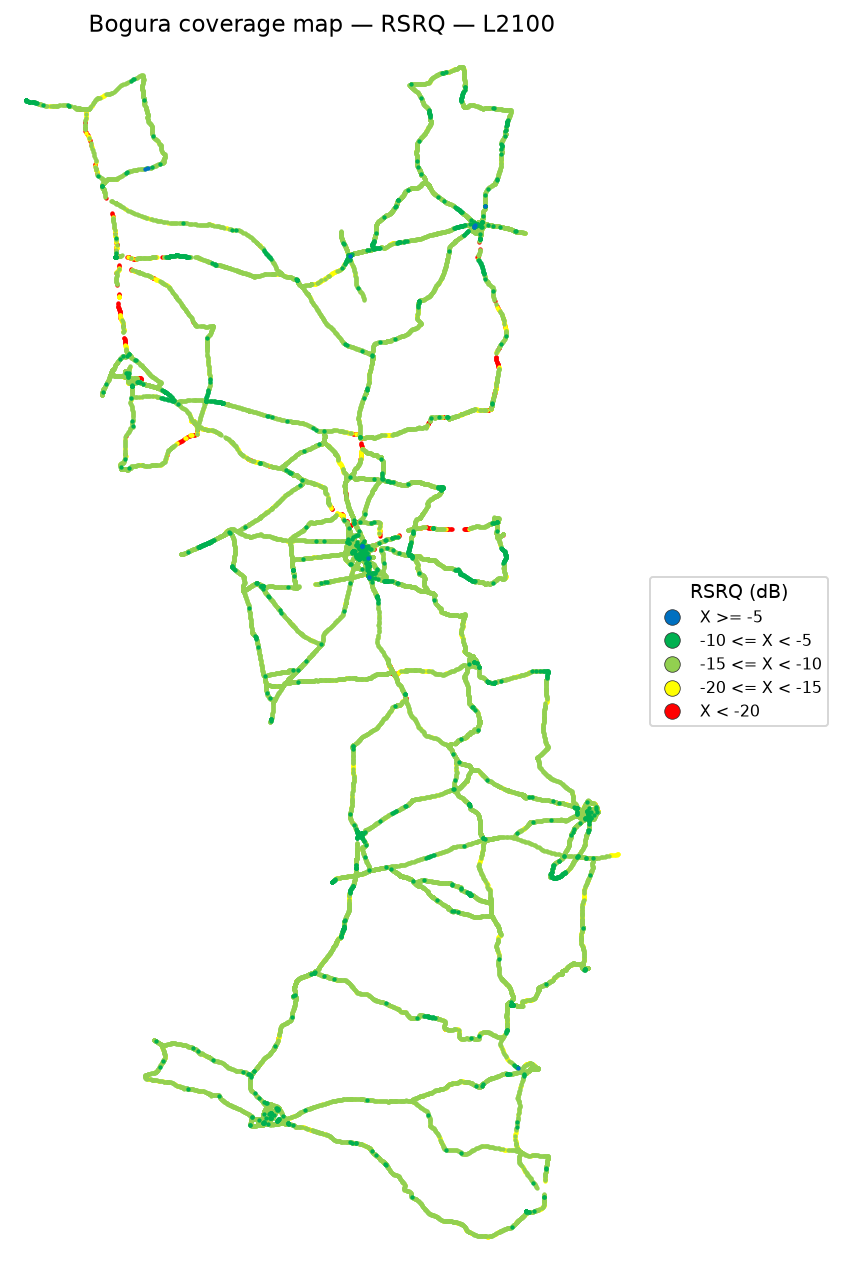 Bogura coverage map — RSRQ — L2100
RSRQ (dB)
X >= -5
-10 <= X < -5
-15 <= X < -10
-20 <= X < -15
X < -20